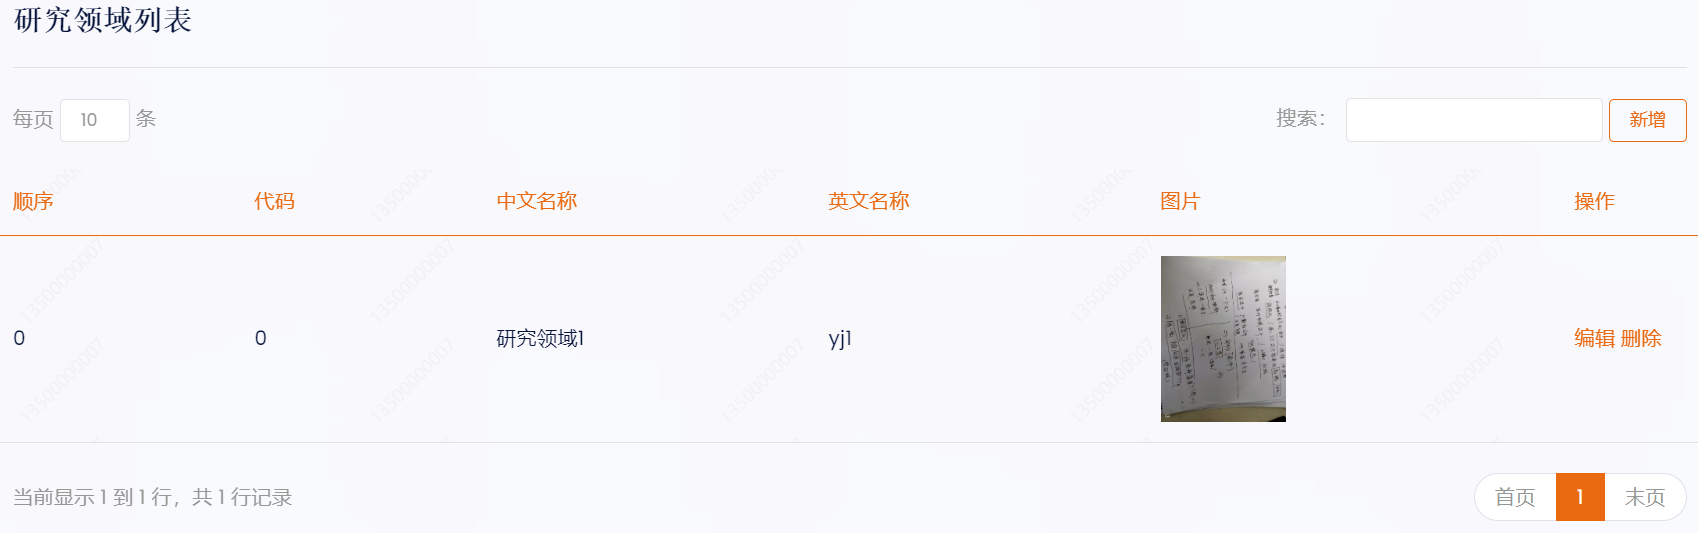 研究领域列表
每页 10 条
搜索： 新增
顺序 代码 中文名称 英文名称 图片 操作
0 0 研究领域1 yj1 编辑 删除
当前显示 1 到 1 行，共 1 行记录
首页 1 末页
13500000007